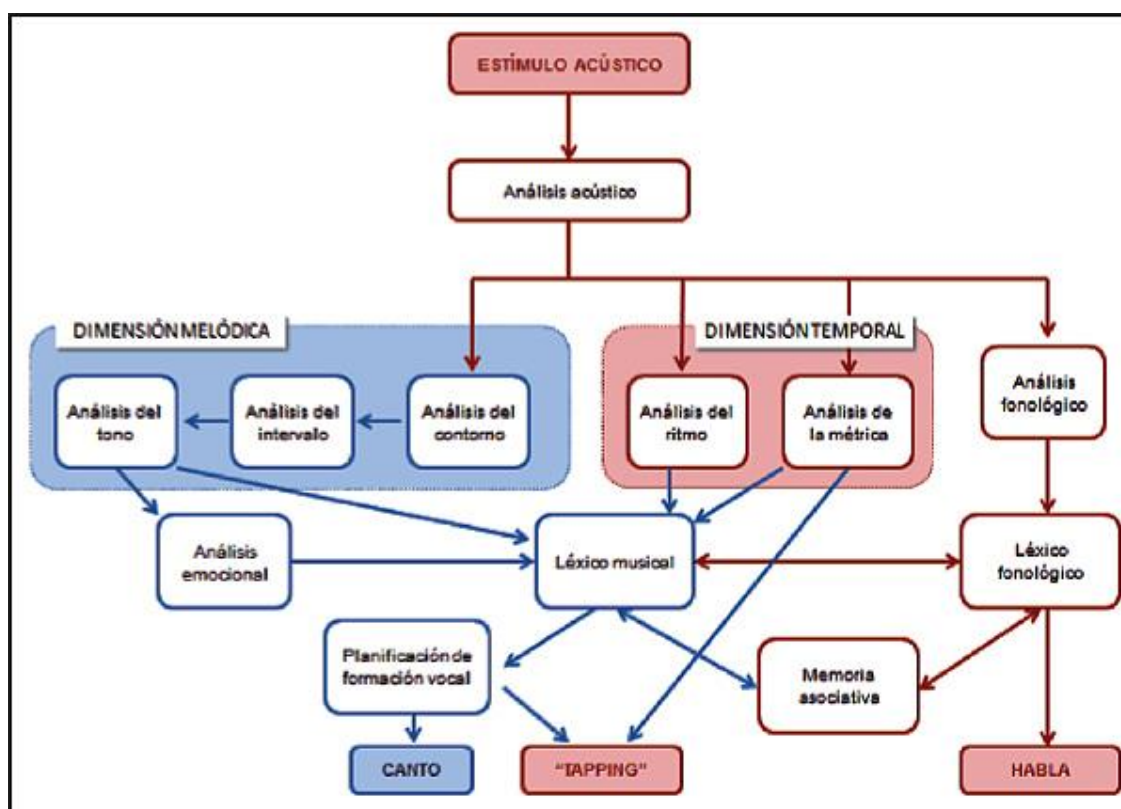 ESTÍMULO ACÚSTICO
Análisis acústico
DIMENSIÓN MELÓDICA
DIMENSIÓN TEMPORAL
Análisis del
tono
Análisis del
intervalo
Análisis del
contorno
Análisis del
ritmo
Análisis de
la métrica
Análisis
fonológico
Análisis
emocional
Léxico musical
Léxico
fonológico
Planificación de
formación vocal
Memoria
asociativa
CANTO
"TAPPING"
HABLA